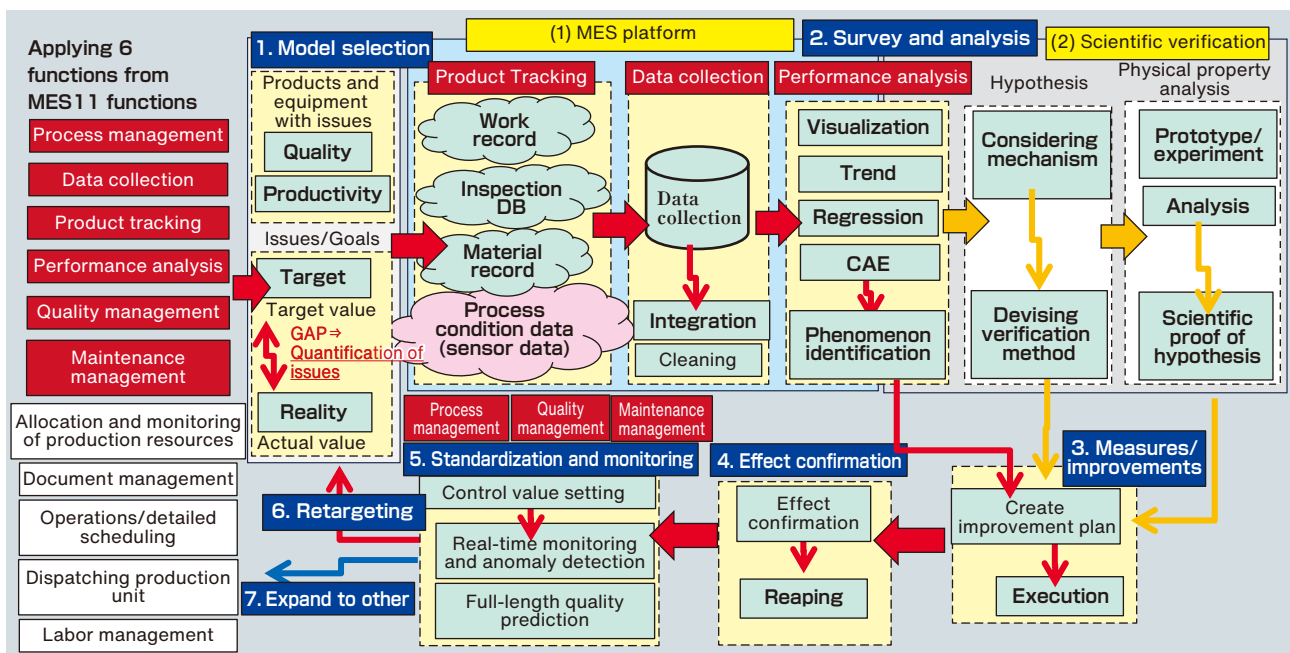 Applying 6
functions from
MES11 functions
Process management
Data collection
Product tracking
Performance analysis
Quality management
Maintenance
management
Allocation and monitoring
of production resources
Document management
Operations/detailed
scheduling
Dispatching production
unit
Labor management
1. Model selection
Products and
equipment
with issues
Quality
Productivity
Issues/Goals
Target
Target value
GAP⇒
Quantification of
issues
Reality
Actual value
(1) MES platform
Product Tracking
Work
record
Inspection
DB
Material
record
Process
condition data
(sensor data)
Data collection
Data
collection
Integration
Cleaning
2. Survey and analysis
Performance analysis
Visualization
Trend
Regression
CAE
Phenomenon
identification
(2) Scientific verification
Hypothesis
Considering
mechanism
Devising
verification
method
Physical property
analysis
Prototype/
experiment
Analysis
Scientific
proof of
hypothesis
3. Measures/
improvements
Create
improvement plan
Execution
4. Effect confirmation
Effect
confirmation
Reaping
Process
management
Quality
management
Maintenance
management
5. Standardization and monitoring
Control value setting
Real-time monitoring
and anomaly detection
Full-length quality
prediction
6. Retargeting
7. Expand to other